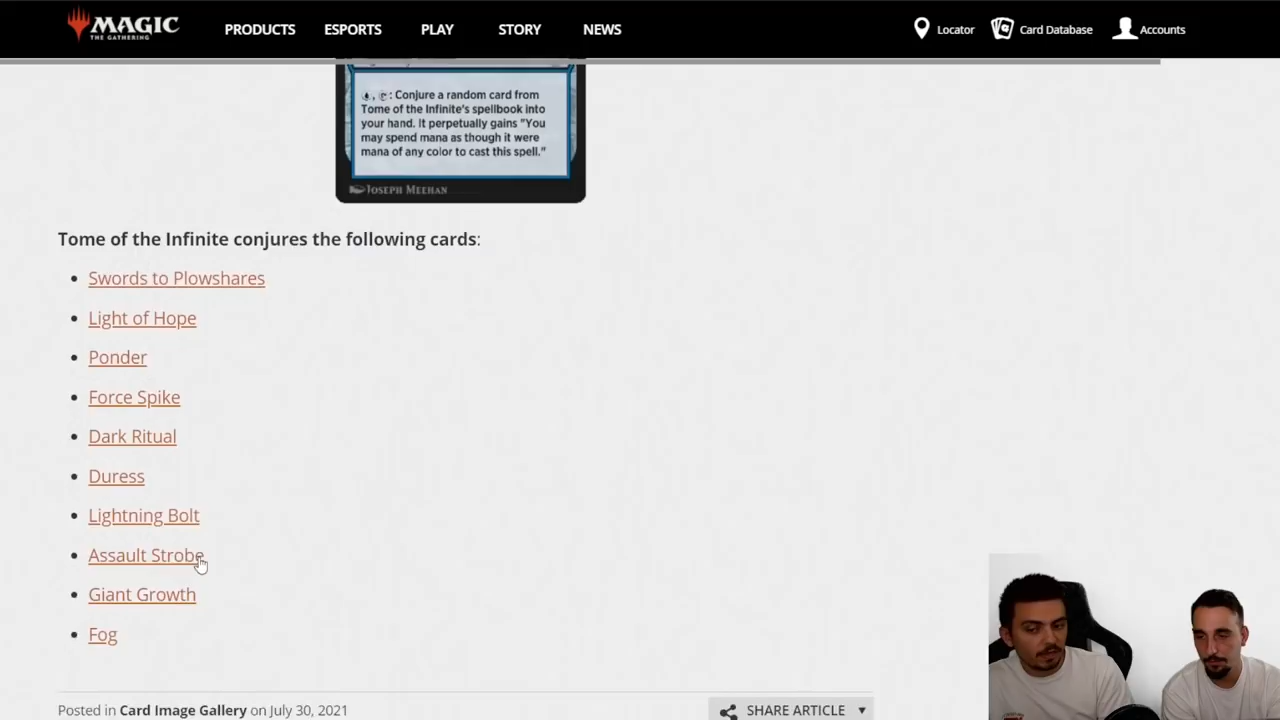 MAGIC
THE GATHERING
PRODUCTS
ESPORTS
PLAY
STORY
NEWS
Locator
Card Database
Accounts
: Conjure a random card from
Tome of the Infinite's spellbook into
your hand. It perpetually gains "You
may spend mana as though it were
mana of any color to cast this spell."
JOSEPH MEEHAN
Tome of the Infinite conjures the following cards:
Swords to Plowshares
Light of Hope
Ponder
Force Spike
Dark Ritual
Duress
Lightning Bolt
Assault Strobe
Giant Growth
Fog
Posted in Card Image Gallery on July 30, 2021
SHARE ARTICLE